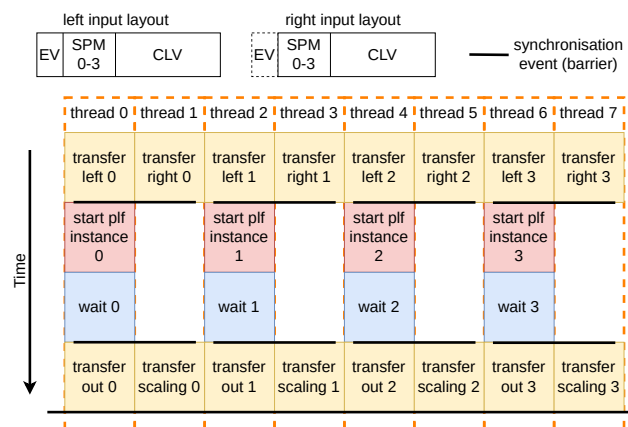 left input layout
right input layout
EV
SPM
0-3
CLV
EV
SPM
0-3
CLV
synchronisation
event (barrier)
thread 0 thread 1 thread 2 thread 3 thread 4 thread 5 thread 6 thread 7
Time
transfer
left 0
transfer
right 0
transfer
left 1
transfer
right 1
transfer
left 2
transfer
right 2
transfer
left 3
transfer
right 3
start plf
instance
0
start plf
instance
1
start plf
instance
2
start plf
instance
3
wait 0
wait 1
wait 2
wait 3
transfer
out 0
transfer
scaling 0
transfer
out 1
transfer
scaling 1
transfer
out 2
transfer
scaling 2
transfer
out 3
transfer
scaling 3